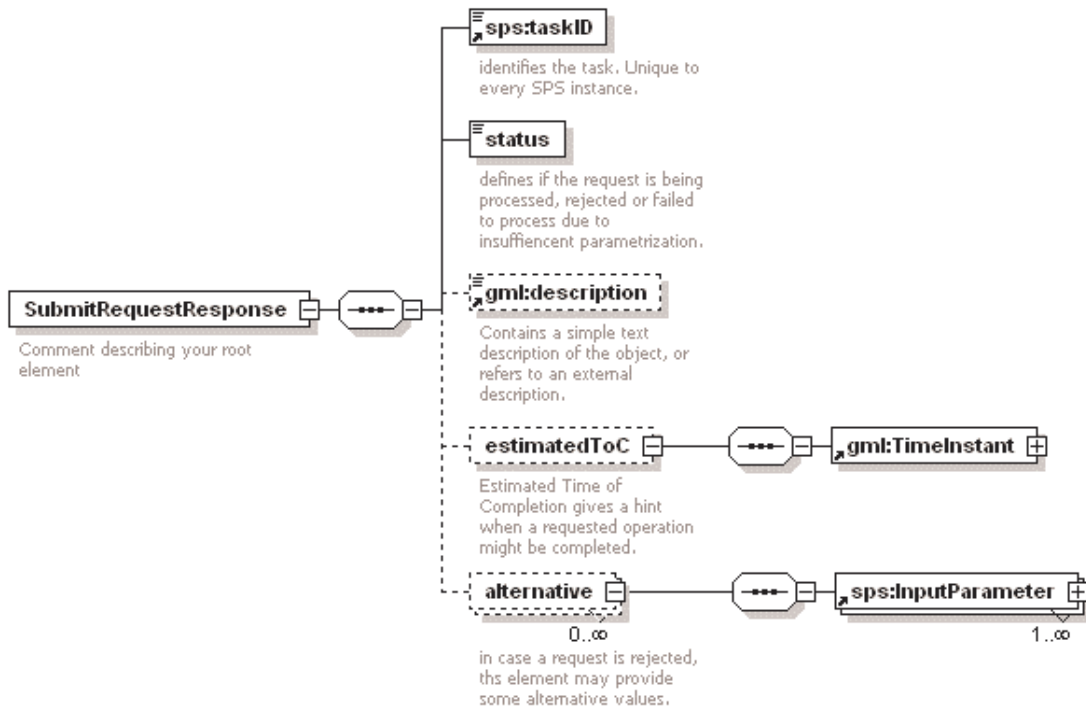 sps:taskID
identifies the task. Unique to
every SPS instance.
status
defines if the request is being
processed, rejected or failed
to process due to
insuffiencent parametrization.
SubmitRequestResponse
Comment describing your root
element
gml:description
Contains a simple text
description of the object, or
refers to an external
description.
estimatedToC
gml:TimeInstant
Estimated Time of
Completion gives a hint
when a requested operation
might be completed.
alternative
sps:InputParameter
0..∞
1..∞
in case a request is rejected,
ths element may provide
some alternative values.